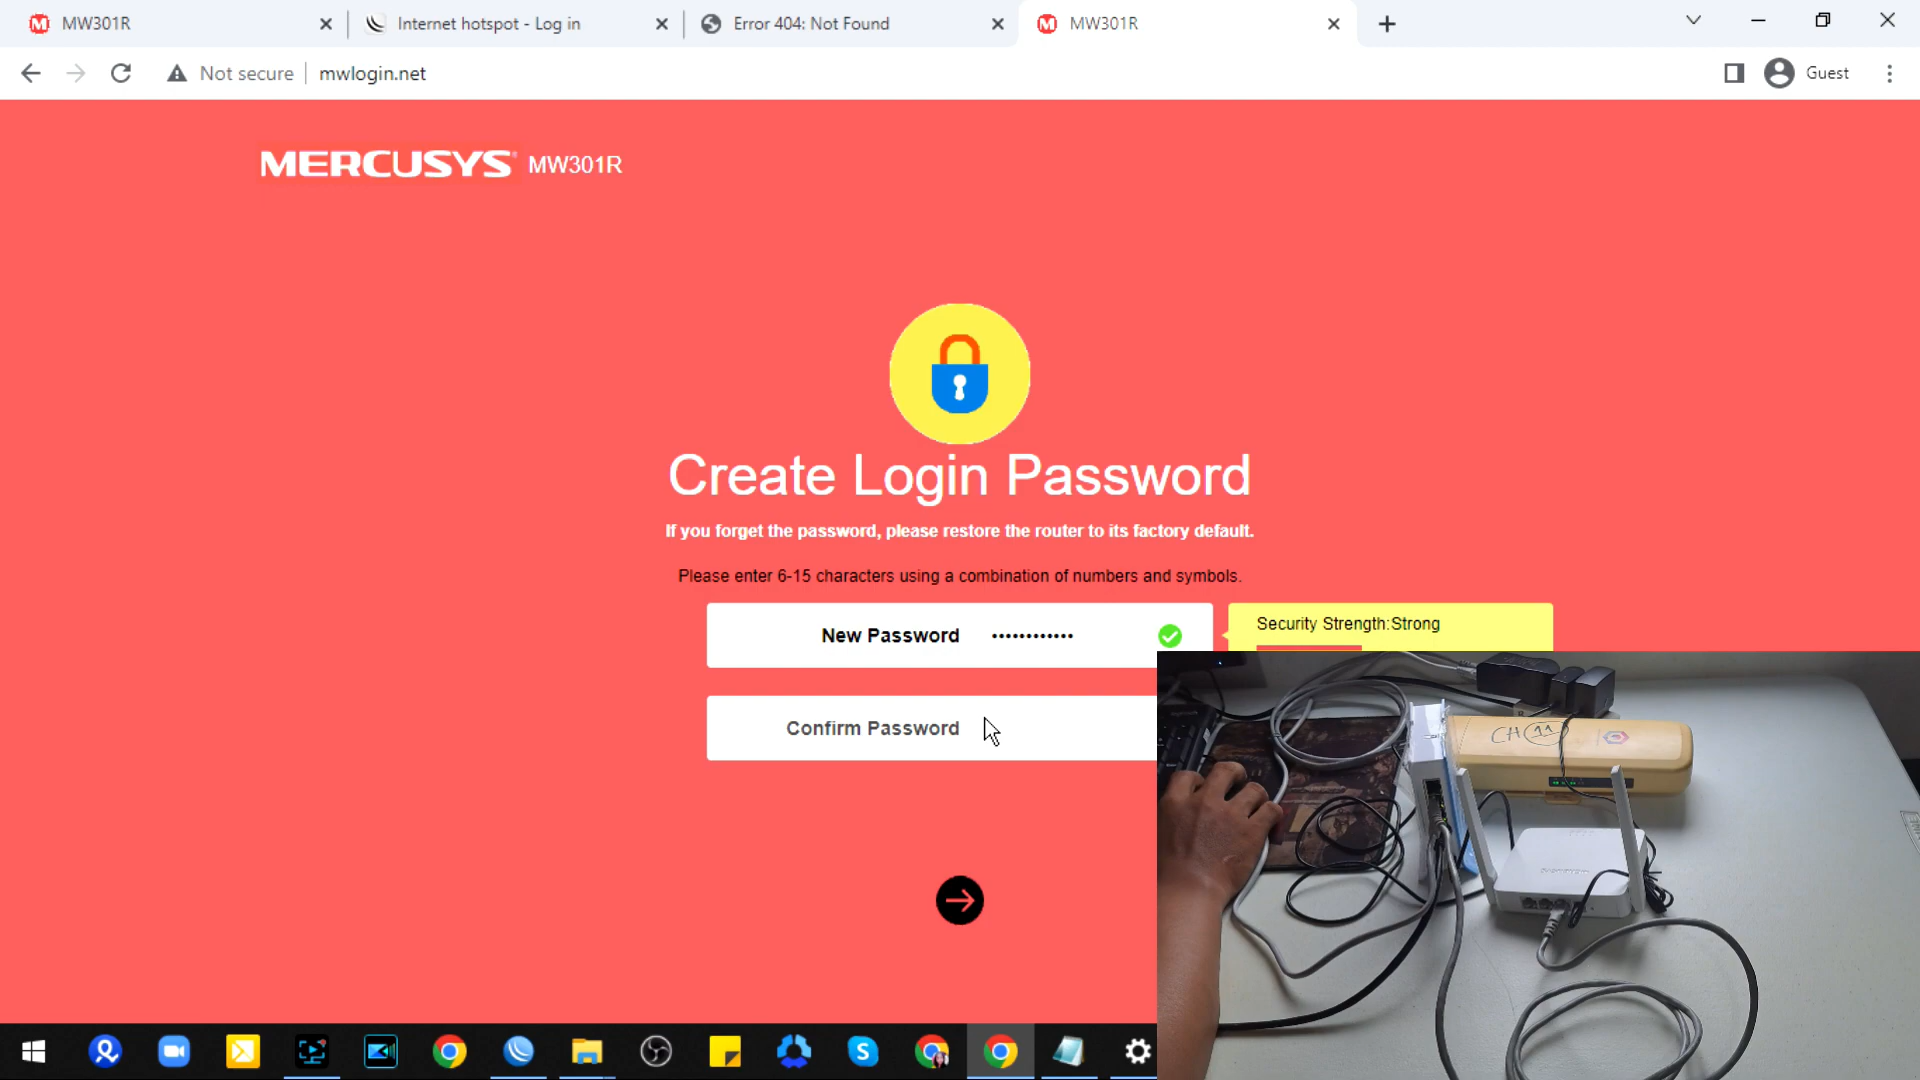 MW301R
Internet hotspot - Log in
Error 404: Not Found
MW301R
Not secure
mwlogin.net
Guest
MERCUSYS MW301R
Create Login Password
If you forget the password, please restore the router to its factory default.
Please enter 6-15 characters using a combination of numbers and symbols.
New Password ••••••••••••
Security Strength:Strong
Confirm Password
CH 11